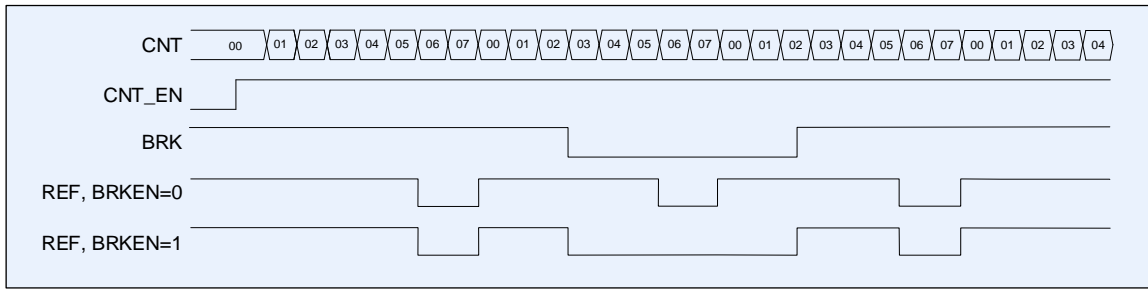 CNT 00 01 02 03 04 05 06 07 00 01 02 03 04 05 06 07 00 01 02 03 04 05 06 07 00 01 02 03 04
CNT_EN
BRK
REF, BRKEN=0
REF, BRKEN=1